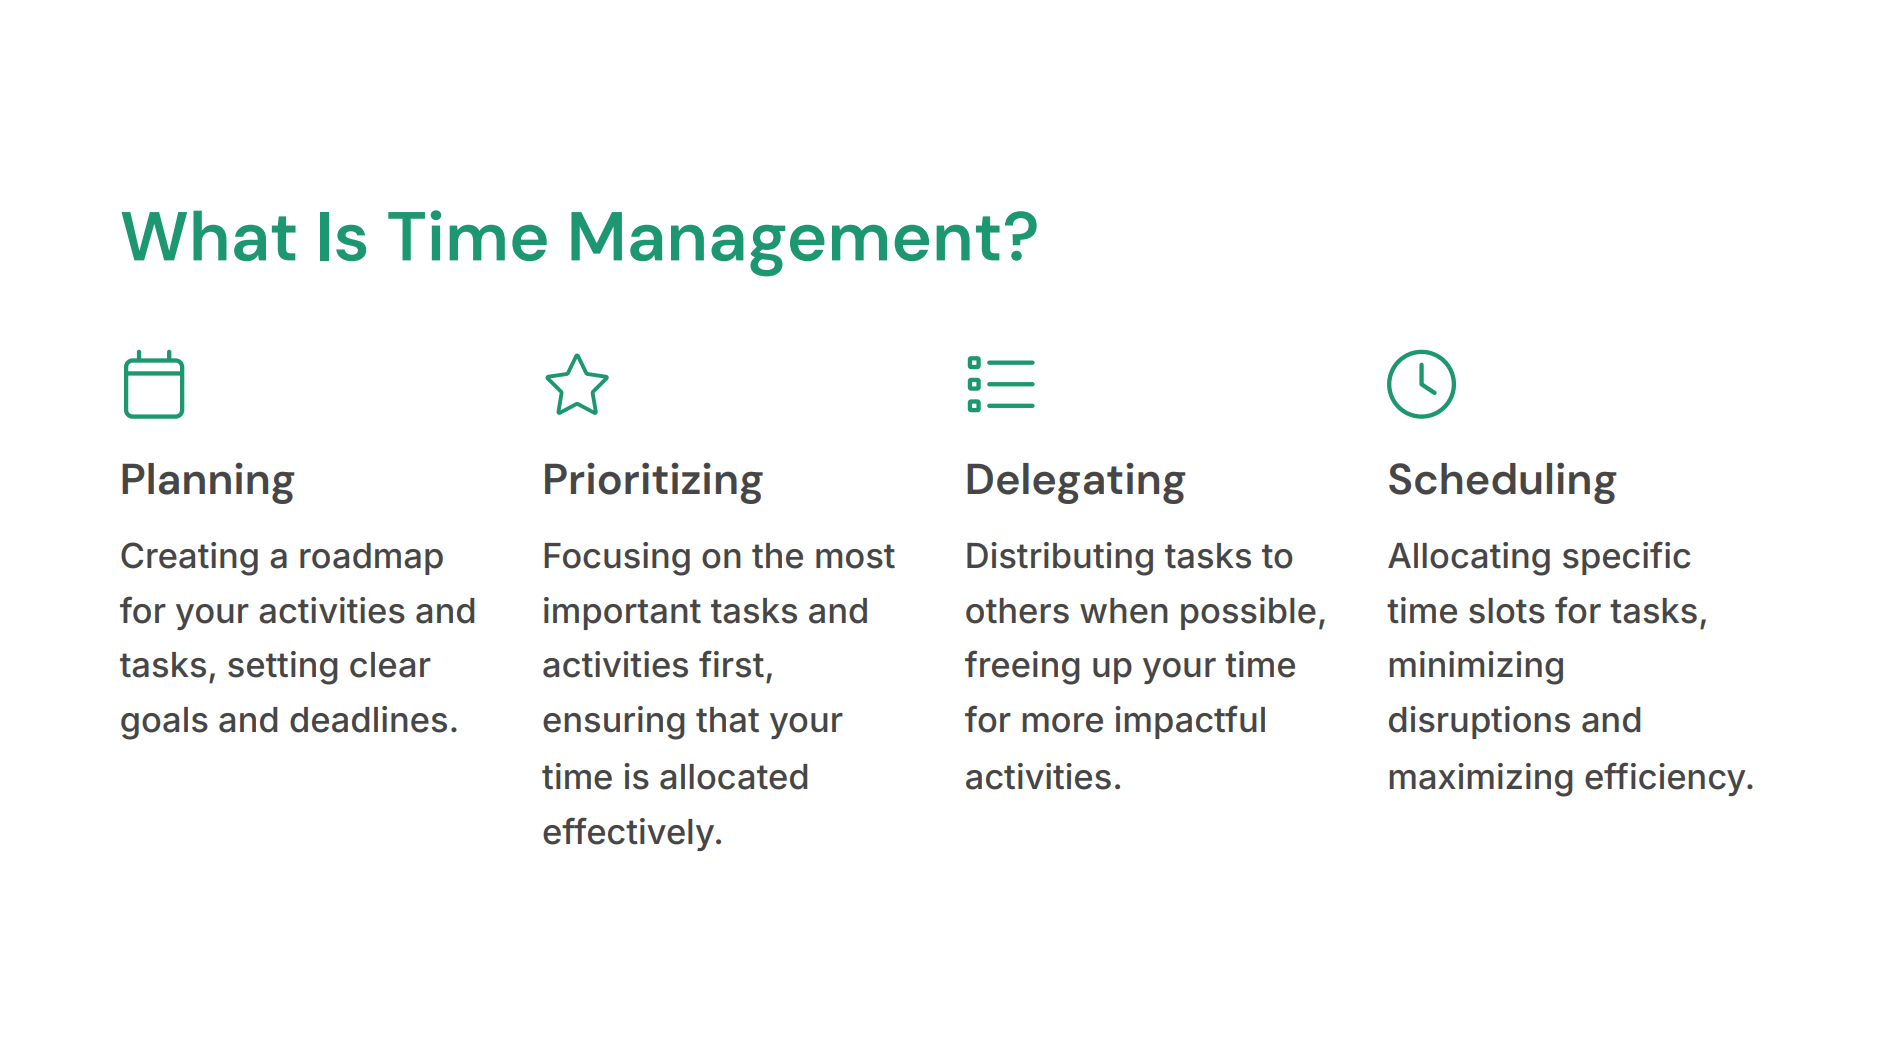 What Is Time Management?
Planning
Creating a roadmap
for your activities and
tasks, setting clear
goals and deadlines.
Prioritizing
Focusing on the most
important tasks and
activities first,
ensuring that your
time is allocated
effectively.
Delegating
Distributing tasks to
others when possible,
freeing up your time
for more impactful
activities.
Scheduling
Allocating specific
time slots for tasks,
minimizing
disruptions and
maximizing efficiency.